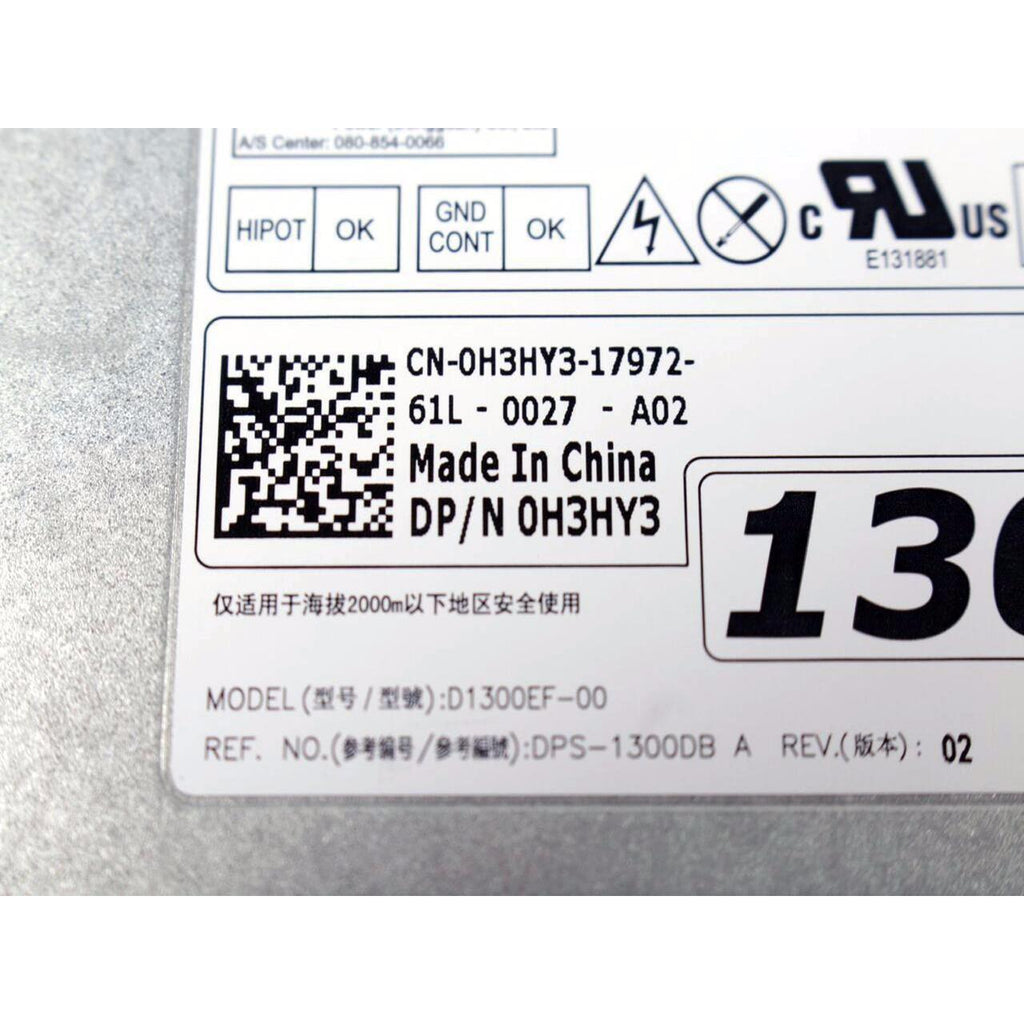 A/S Center: 080-854-0066
HIPOT OK GND CONT OK
C RU US
E131881
CN-0H3HY3-17972-
61L - 0027 - A02
Made In China
DP/N 0H3HY3
130
仅适用于海拔2000m以下地区安全使用
MODEL(型号/型號):D1300EF-00
REF. NO.(参考编号/參考編號):DPS-1300DB A REV.(版本): 02